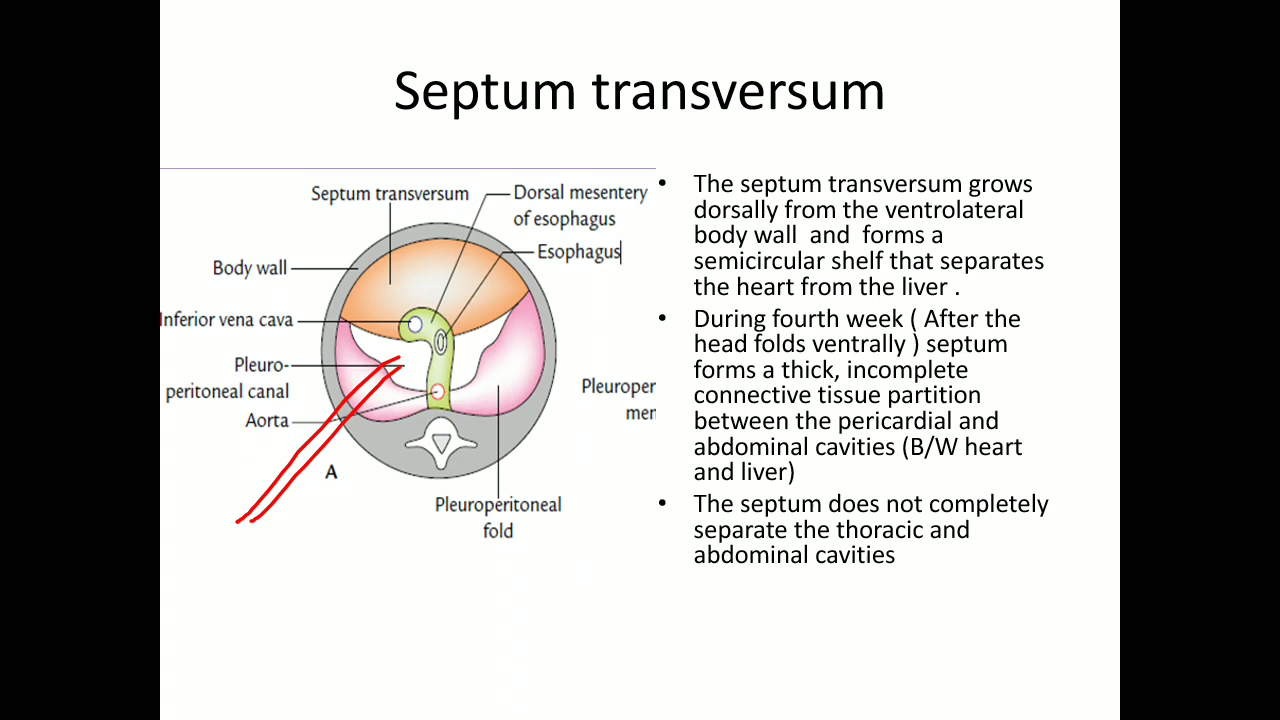 Septum transversum
Septum transversum
Dorsal mesentery
of esophagus
Esophagus
Body wall
Inferior vena cava
Pleuro-
peritoneal canal
Aorta
A
Pleuroperitoneal
fold
Pleuroper
mer
• The septum transversum grows
dorsally from the ventrolateral
body wall and forms a
semicircular shelf that separates
the heart from the liver .
• During fourth week ( After the
head folds ventrally ) septum
forms a thick, incomplete
connective tissue partition
between the pericardial and
abdominal cavities (B/W heart
and liver)
• The septum does not completely
separate the thoracic and
abdominal cavities